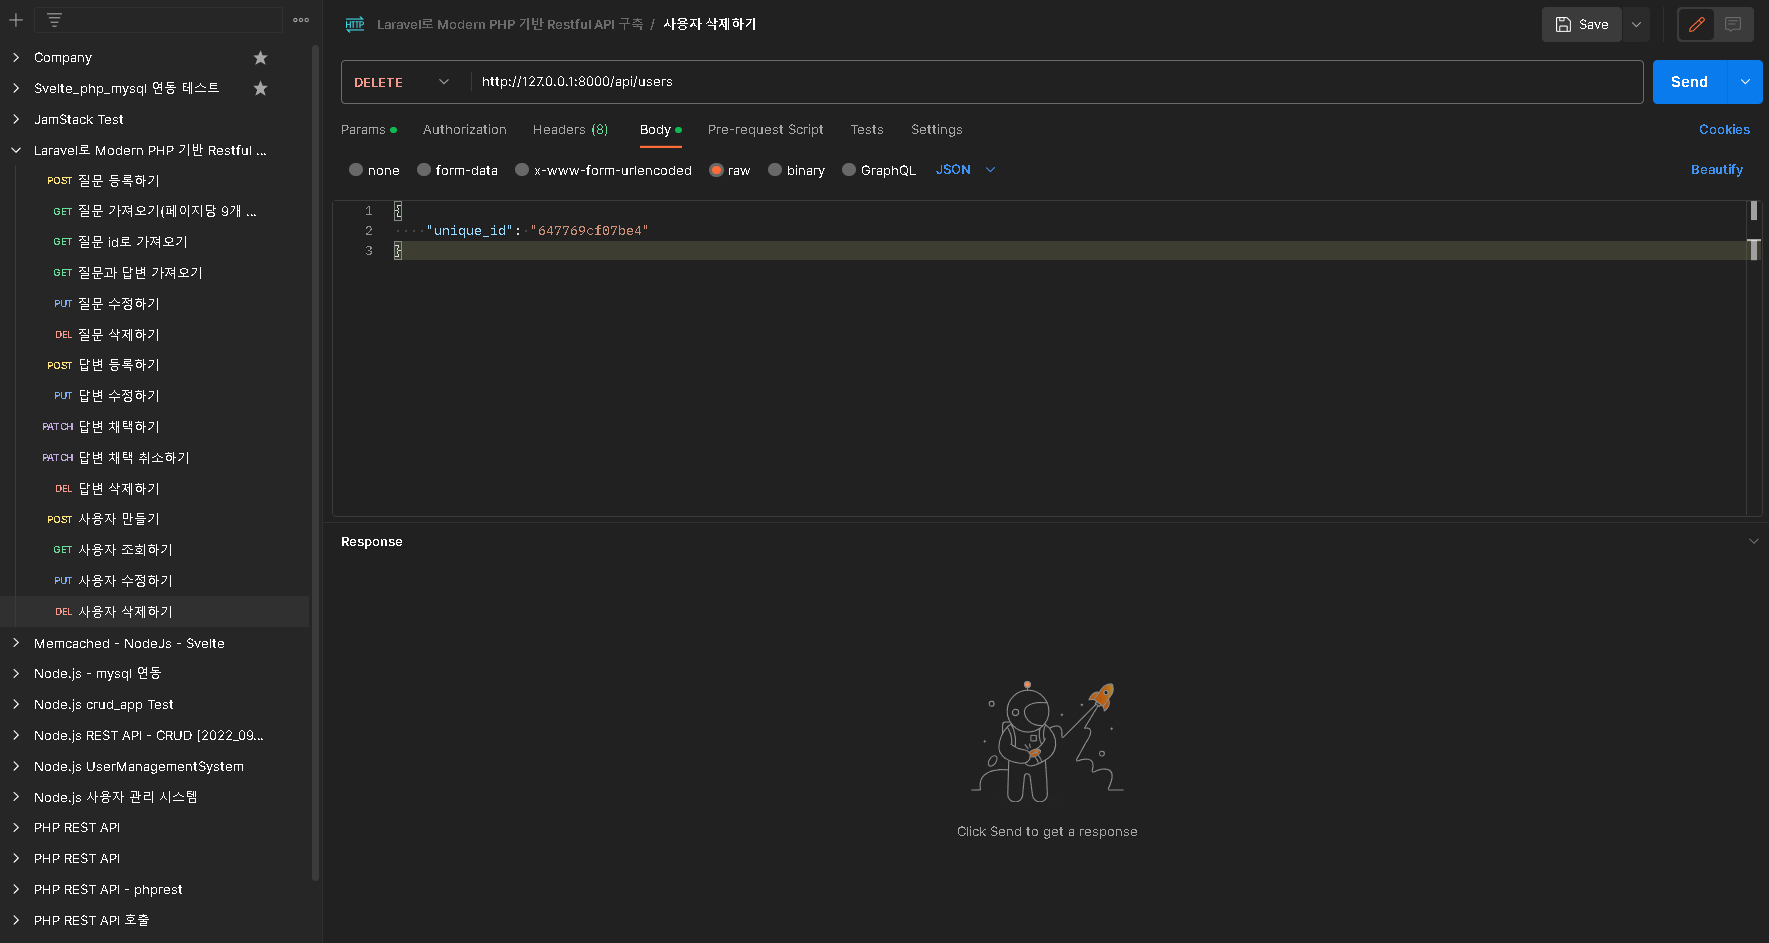 Company
Svelte_php_mysql 연동 테스트
JamStack Test
Laravel로 Modern PHP 기반 Restful ...
POST 질문 등록하기
GET 질문 가져오기(페이지당 9개 ...
GET 질문 id로 가져오기
GET 질문과 답변 가져오기
PUT 질문 수정하기
DEL 질문 삭제하기
POST 답변 등록하기
PUT 답변 수정하기
PATCH 답변 채택하기
PATCH 답변 채택 취소하기
DEL 답변 삭제하기
POST 사용자 만들기
GET 사용자 조회하기
PUT 사용자 수정하기
DEL 사용자 삭제하기
Memcached - NodeJs - Svelte
Node.js - mysql 연동
Node.js crud_app Test
Node.js REST API - CRUD [2022_09...
Node.js UserManagementSystem
Node.js 사용자 관리 시스템
PHP REST API
PHP REST API
PHP REST API - phprest
PHP REST API 호출
HTTP Laravel로 Modern PHP 기반 Restful API 구축 / 사용자 삭제하기
Save
DELETE http://127.0.0.1:8000/api/users
Send
Params Authorization Headers (8) Body Pre-request Script Tests Settings
Cookies
none form-data x-www-form-urlencoded raw binary GraphQL JSON
Beautify
1 {
2 "unique_id": "647769cf07be4"
3 }
Response
Click Send to get a response